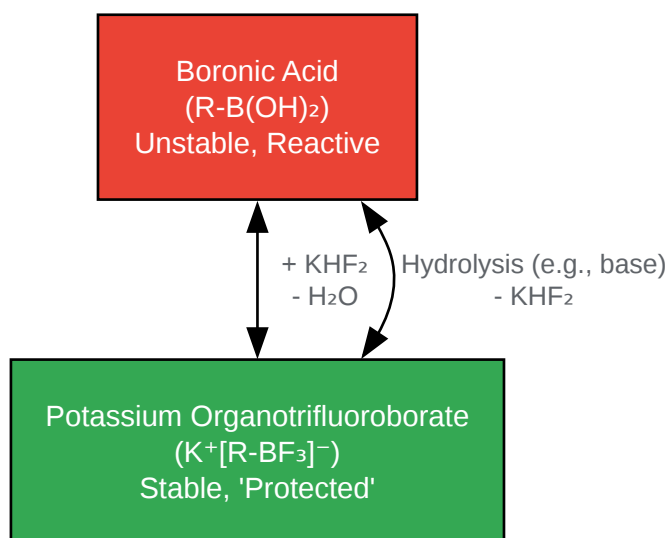 Boronic Acid
(R-B(OH)₂)
Unstable, Reactive
+ KHF₂
- H₂O
Hydrolysis (e.g., base)
- KHF₂
Potassium Organotrifluoroborate
(K⁺[R-BF₃]⁻)
Stable, 'Protected'